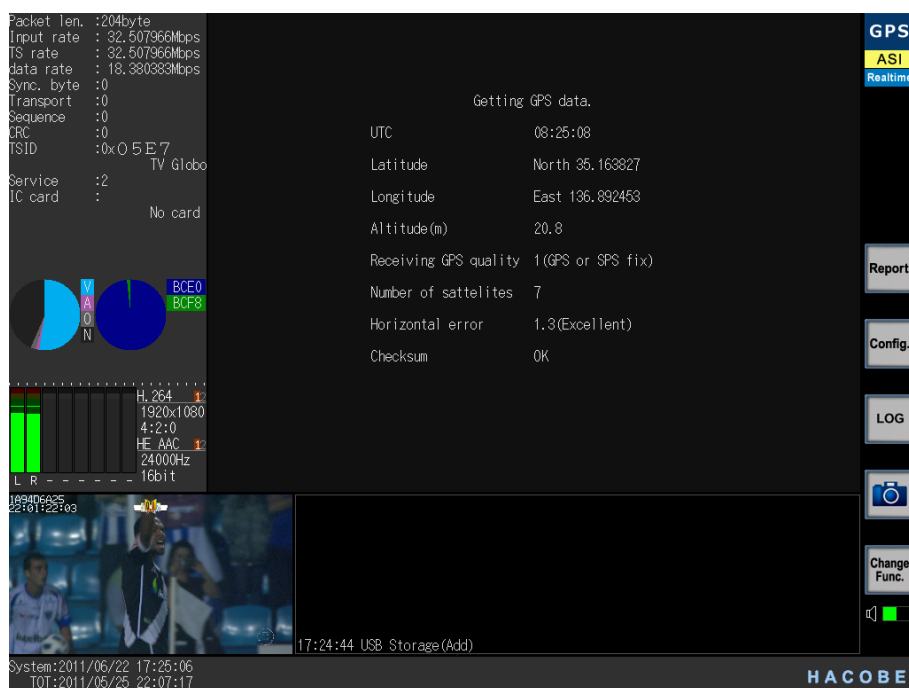 Packet len. :204byte
Input rate : 32.507966Mbps
TS rate : 32.507966Mbps
data rate : 18.380383Mbps
Sync. byte :0
Transport :0
Sequence :0
CRC :0
TSID :0x05E7
TV Globo
Service :2
IC card :
No card
V
A
O
N
BCE0
BCF8
H.264 12
1920x1080
4:2:0
HE AAC 12
24000Hz
16bit
L R - - - - - -
Getting GPS data.
UTC 08:25:08
Latitude North 35.163827
Longitude East 136.892453
Altitude(m) 20.8
Receiving GPS quality 1(GPS or SPS fix)
Number of sattelites 7
Horizontal error 1.3(Excellent)
Checksum OK
GPS
ASI
Realtime
Report
Config.
LOG
Change
Func.
1A94D6A25
22:01:22:03
17:24:44 USB Storage(Add)
System:2011/06/22 17:25:06
TOT:2011/05/25 22:07:17
HACOBE